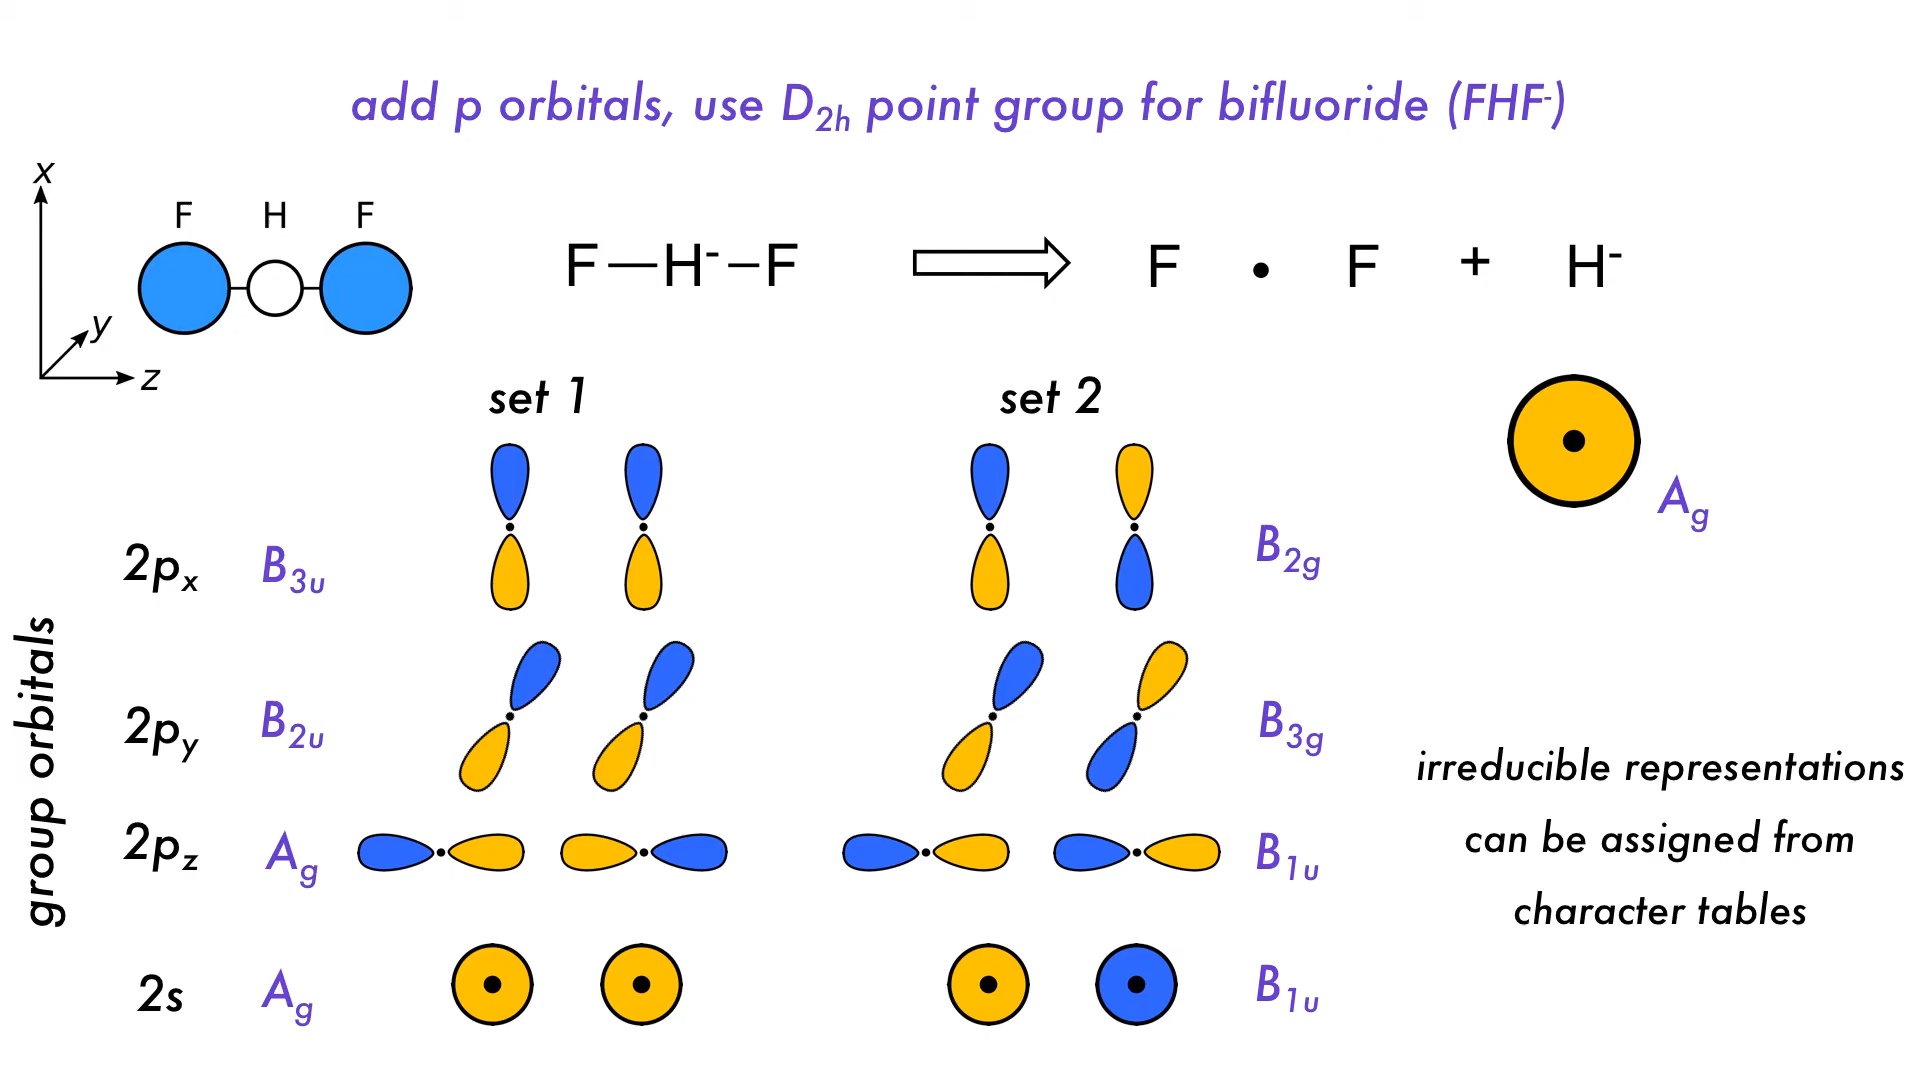 add p orbitals, use D2h point group for bifluoride (FHF-)
x
y
z
F H F
F—H-–F
F • F + H-
set 1 set 2
Ag
group orbitals
2px B3u B2g
2py B2u B3g
2pz Ag B1u
2s Ag B1u
irreducible representations
can be assigned from
character tables